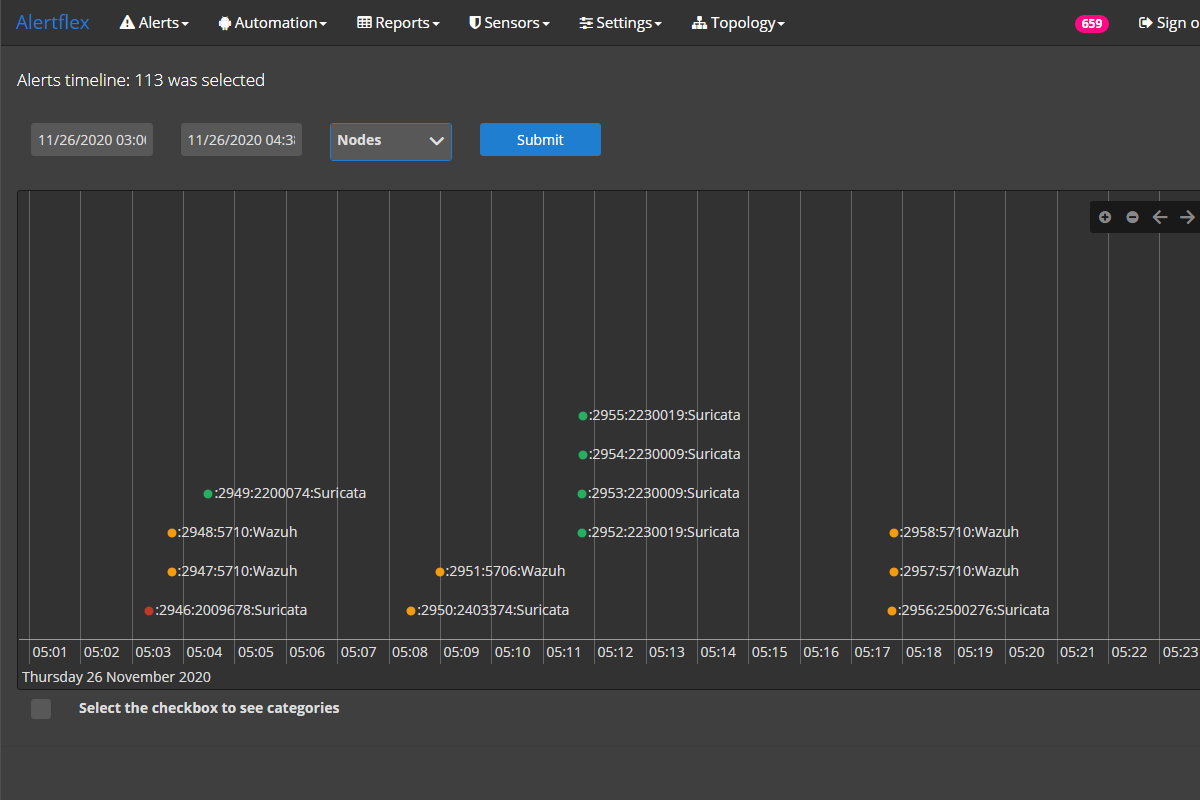 Alertflex Alerts Automation Reports Sensors Settings Topology 659 Sign o
Alerts timeline: 113 was selected
11/26/2020 03:00 11/26/2020 04:38 Nodes Submit
:2955:2230019:Suricata
:2954:2230009:Suricata
:2949:2200074:Suricata :2953:2230009:Suricata
:2948:5710:Wazuh :2952:2230019:Suricata :2958:5710:Wazuh
:2947:5710:Wazuh :2951:5706:Wazuh :2957:5710:Wazuh
:2946:2009678:Suricata :2950:2403374:Suricata :2956:2500276:Suricata
05:01 05:02 05:03 05:04 05:05 05:06 05:07 05:08 05:09 05:10 05:11 05:12 05:13 05:14 05:15 05:16 05:17 05:18 05:19 05:20 05:21 05:22 05:23
Thursday 26 November 2020
Select the checkbox to see categories